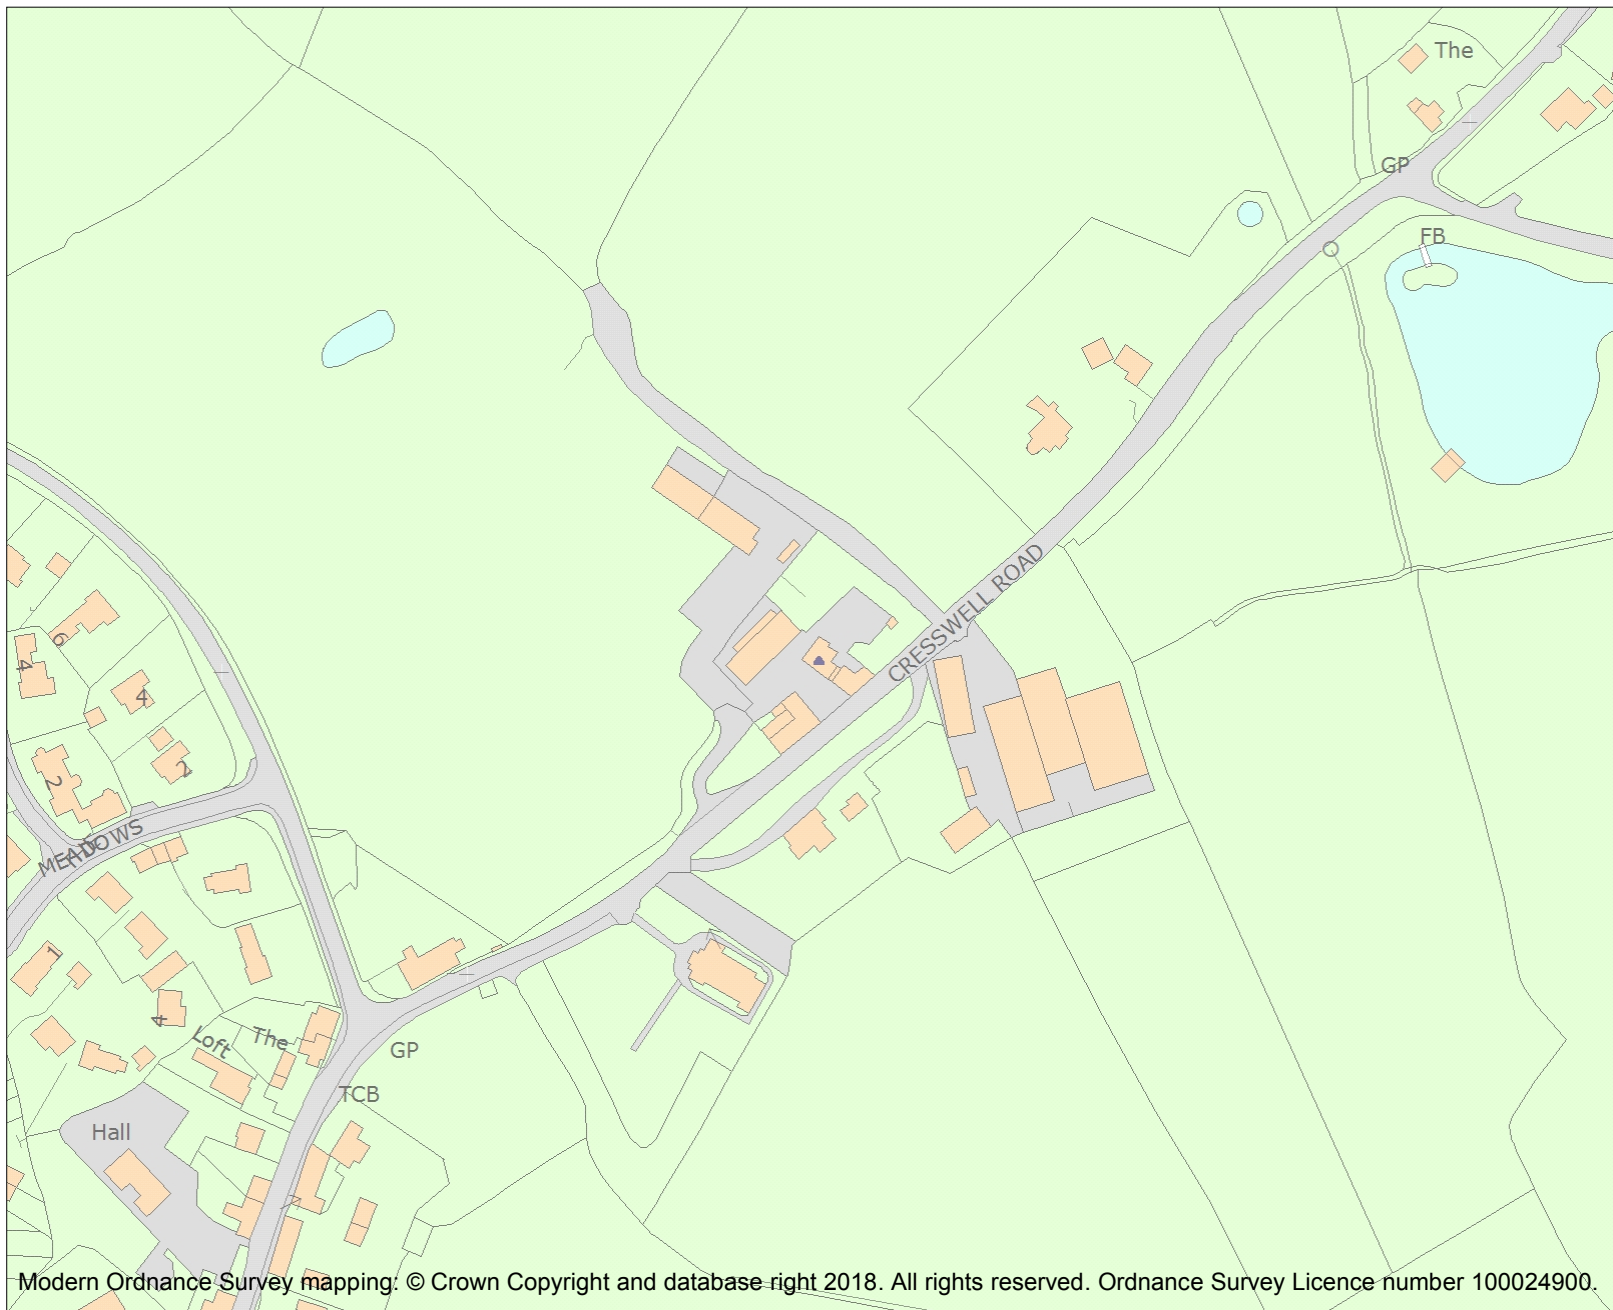 The
GP
FB
CRESSWELL ROAD
6
4
4
2
2
MEADOWS
1
4
Loft
The
GP
TCB
Hall
Modern Ordnance Survey mapping: © Crown Copyright and database right 2018. All rights reserved. Ordnance Survey Licence number 100024900.